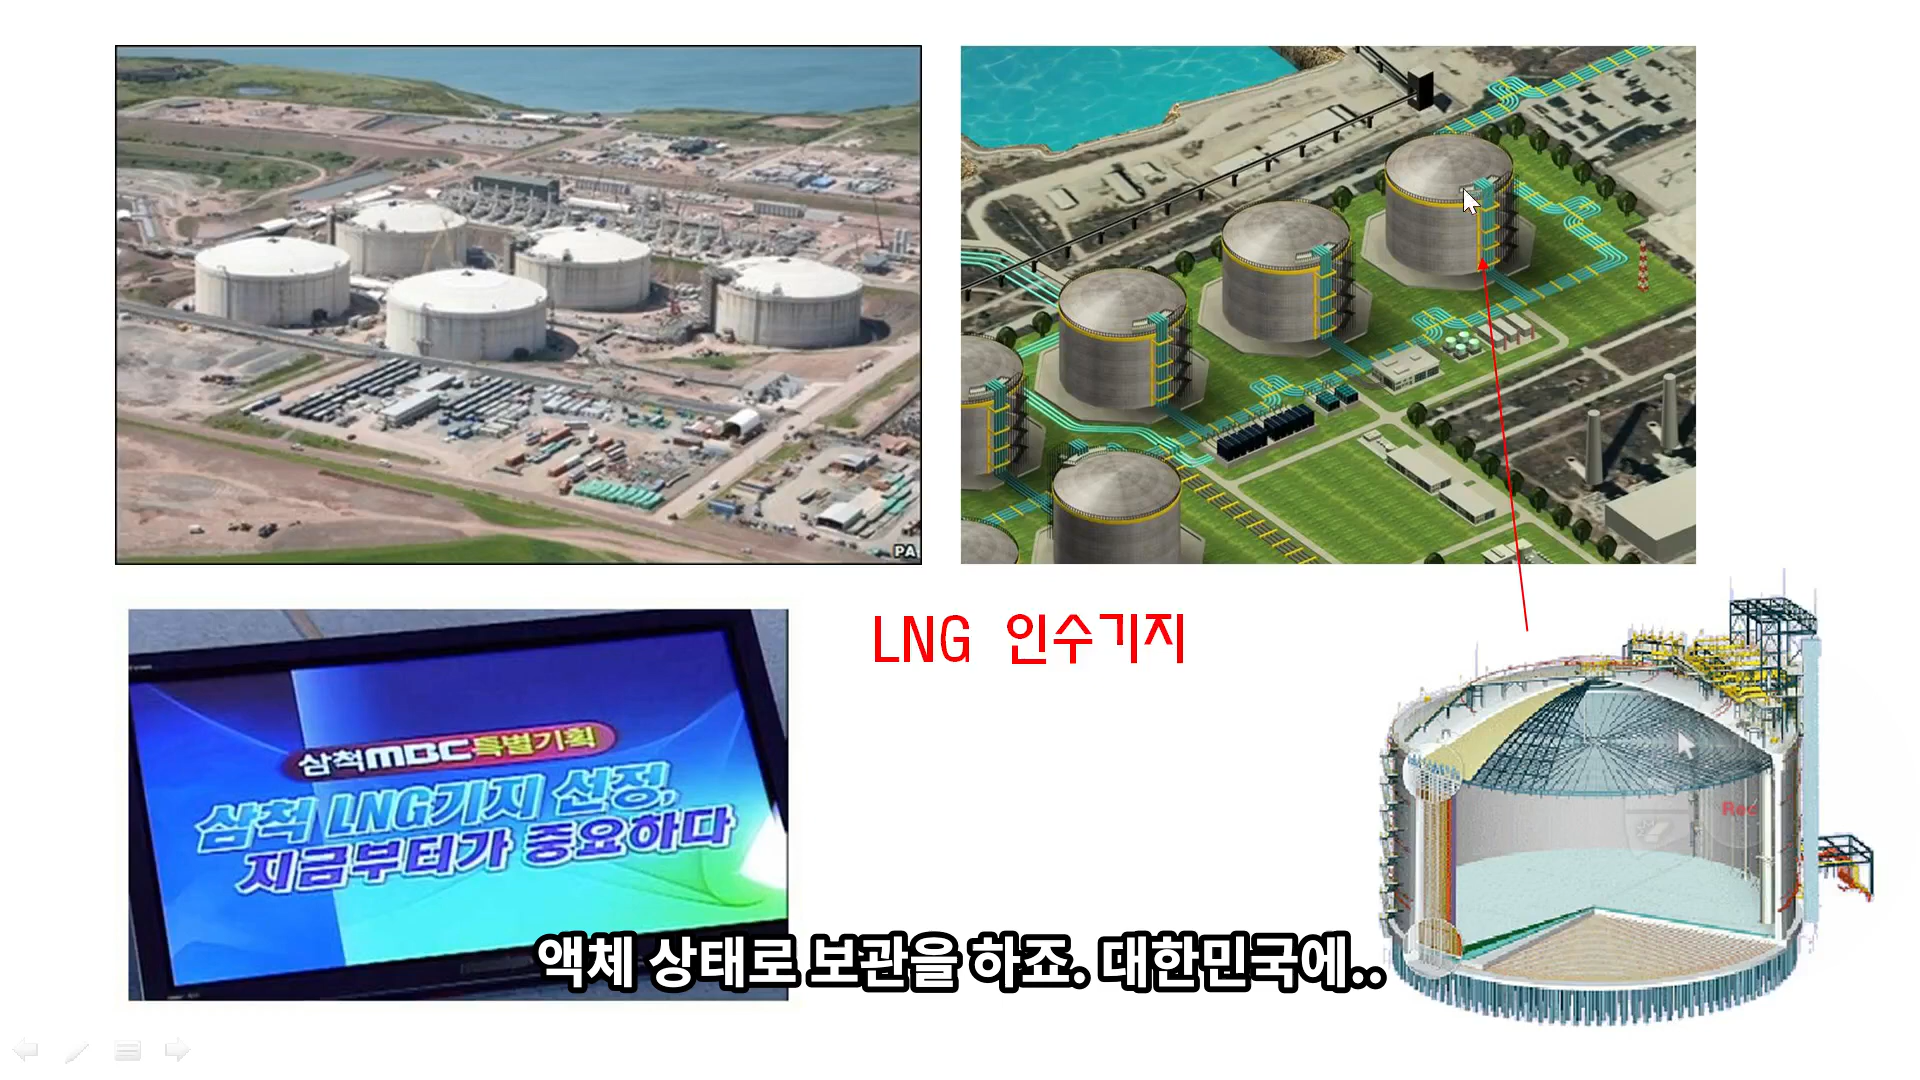 PA
LNG 인수기지
삼척MBC특별기획
삼척 LNG기지 선정,
지금부터가 중요하다
Rec
액체 상태로 보관을 하죠. 대한민국에..